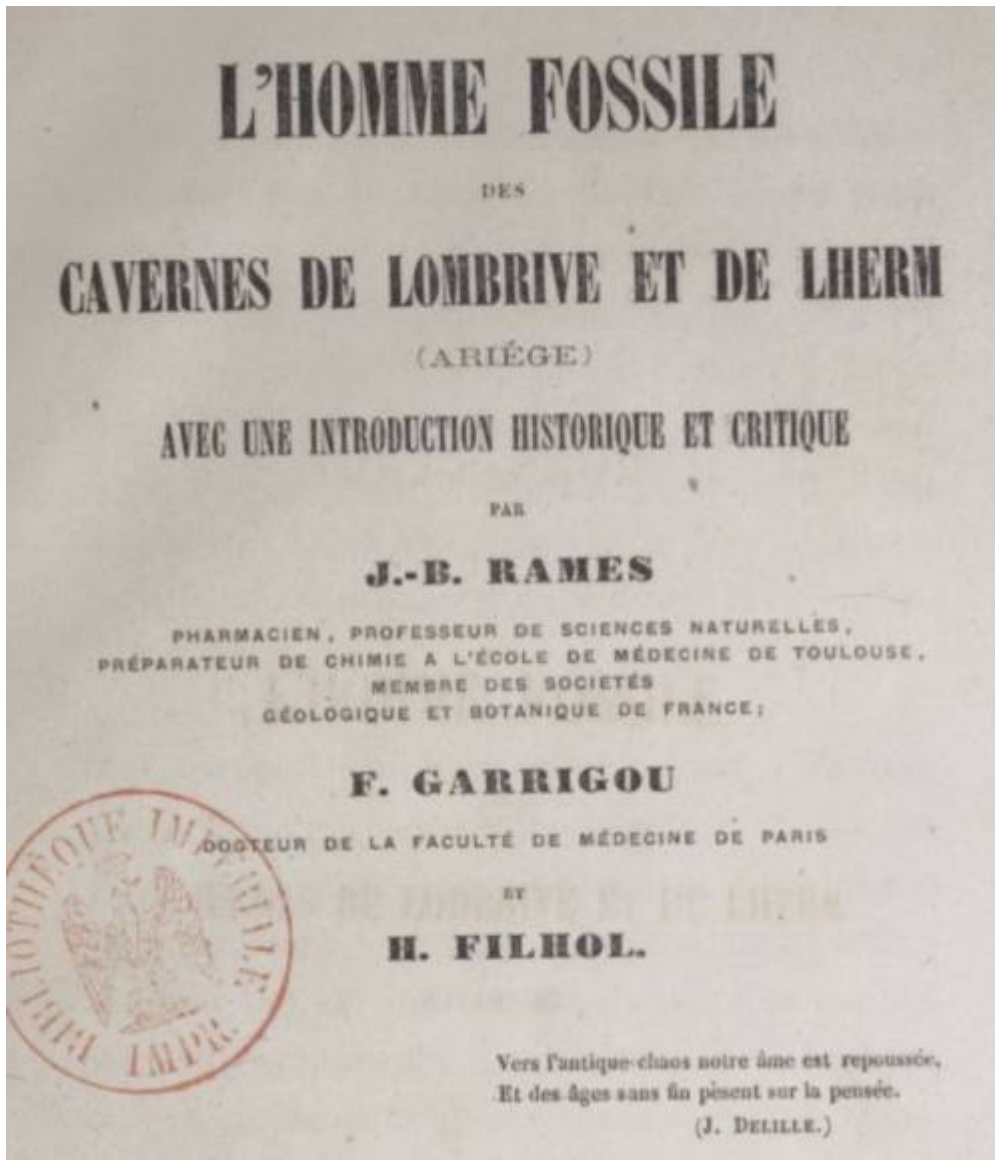 L'HOMME FOSSILE
DES
CAVERNES DE LOMBRIVE ET DE LHERM
(ARIÉGE)
AVEC UNE INTRODUCTION HISTORIQUE ET CRITIQUE
PAR
J.-B. RAMES
PHARMACIEN, PROFESSEUR DE SCIENCES NATURELLES,
PRÉPARATEUR DE CHIMIE A L'ÉCOLE DE MÉDECINE DE TOULOUSE,
MEMBRE DES SOCIETÉS
GÉOLOGIQUE ET BOTANIQUE DE FRANCE;
F. GARRIGOU
DOCTEUR DE LA FACULTÉ DE MÉDECINE DE PARIS
ET
H. FILHOL.
BIBLIOTHÈQUE IMPÉRIALE
IMPR.
Vers l'antique chaos notre âme est repoussée,
Et des âges sans fin pèsent sur la pensée.
(J. DELILLE.)